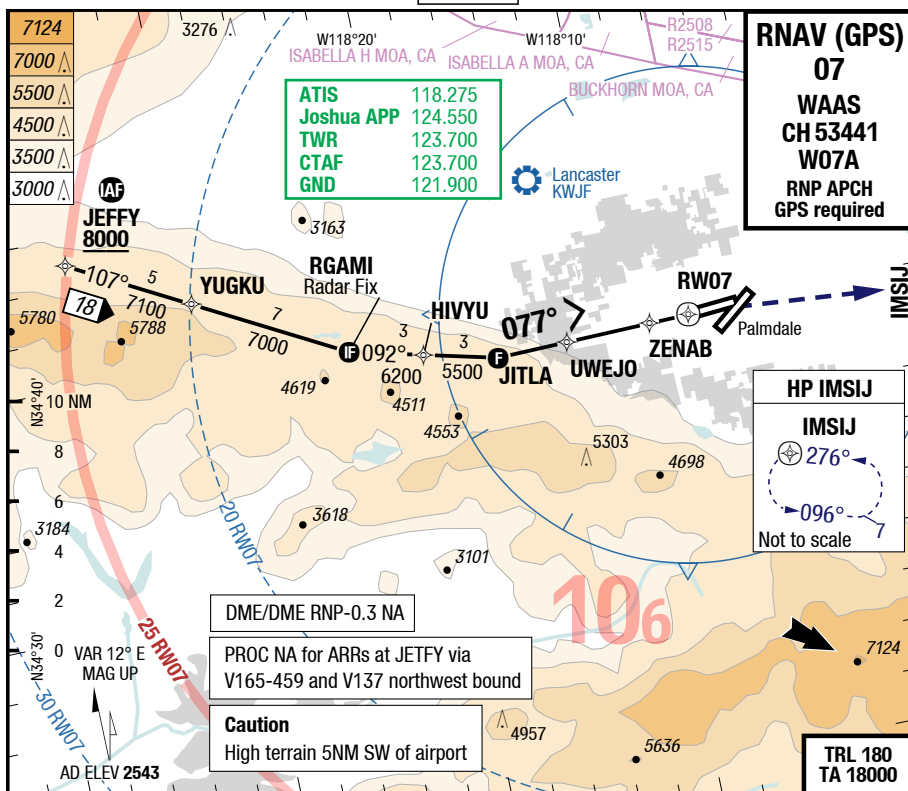 7124
7000
5500
4500
3500
3000
3276
W118°20'
W118°10'
ISABELLA H MOA, CA
ISABELLA A MOA, CA
R2508
R2515
BUCKHORN MOA, CA
RNAV (GPS)
07
WAAS
CH 53441
W07A
RNP APCH
GPS required
ATIS 118.275
Joshua APP 124.550
TWR 123.700
CTAF 123.700
GND 121.900
Lancaster
KWJF
IAF
JEFFY
8000
3163
107°
5
7100
18
YUGKU
7
7000
RGAMI
Radar Fix
IF
092°
3
6200
HIVYU
3
5500
F
JITLA
077°
UWEJO
ZENAB
RW07
Palmdale
IMSIJ
5780
5788
4619
4511
4553
5303
4698
N34°40'
10 NM
8
6
4
2
0
N34°30'
3184
3618
3101
20 RW07
25 RW07
30 RW07
HP IMSIJ
IMSIJ
276°
096°
7
Not to scale
106
7124
DME/DME RNP-0.3 NA
PROC NA for ARRs at JETFY via
V165-459 and V137 northwest bound
Caution
High terrain 5NM SW of airport
VAR 12° E
MAG UP
AD ELEV 2543
4957
5636
TRL 180
TA 18000